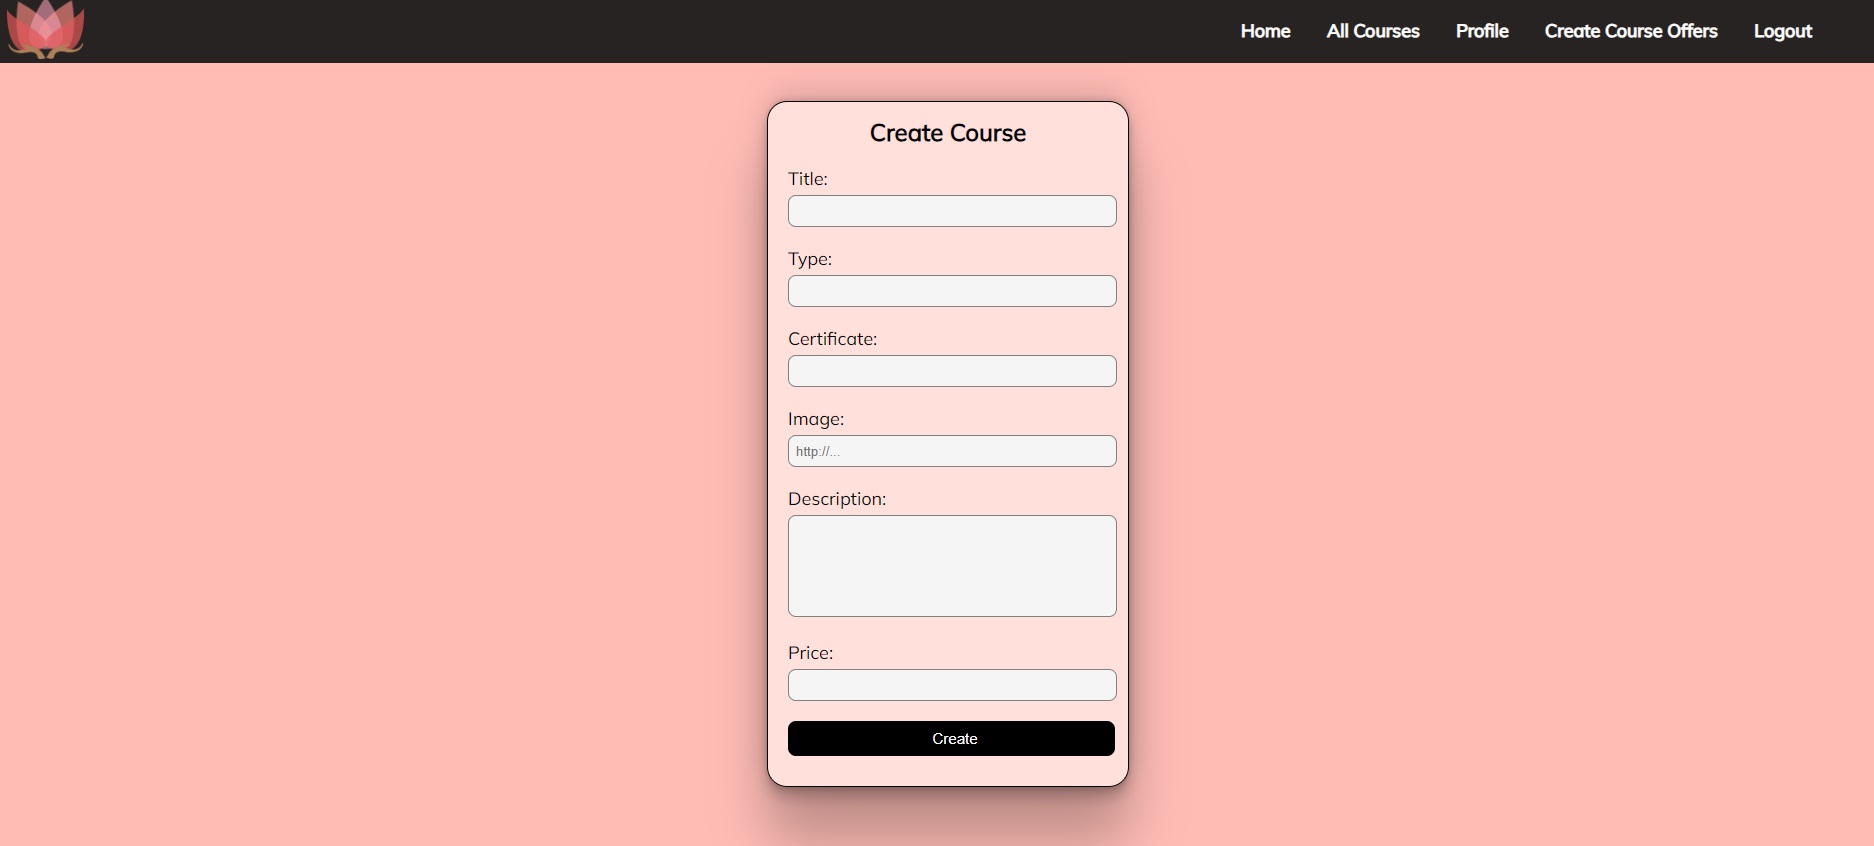 Home All Courses Profile Create Course Offers Logout
Create Course
Title:
Type:
Certificate:
Image:
http://...
Description:
Price:
Create